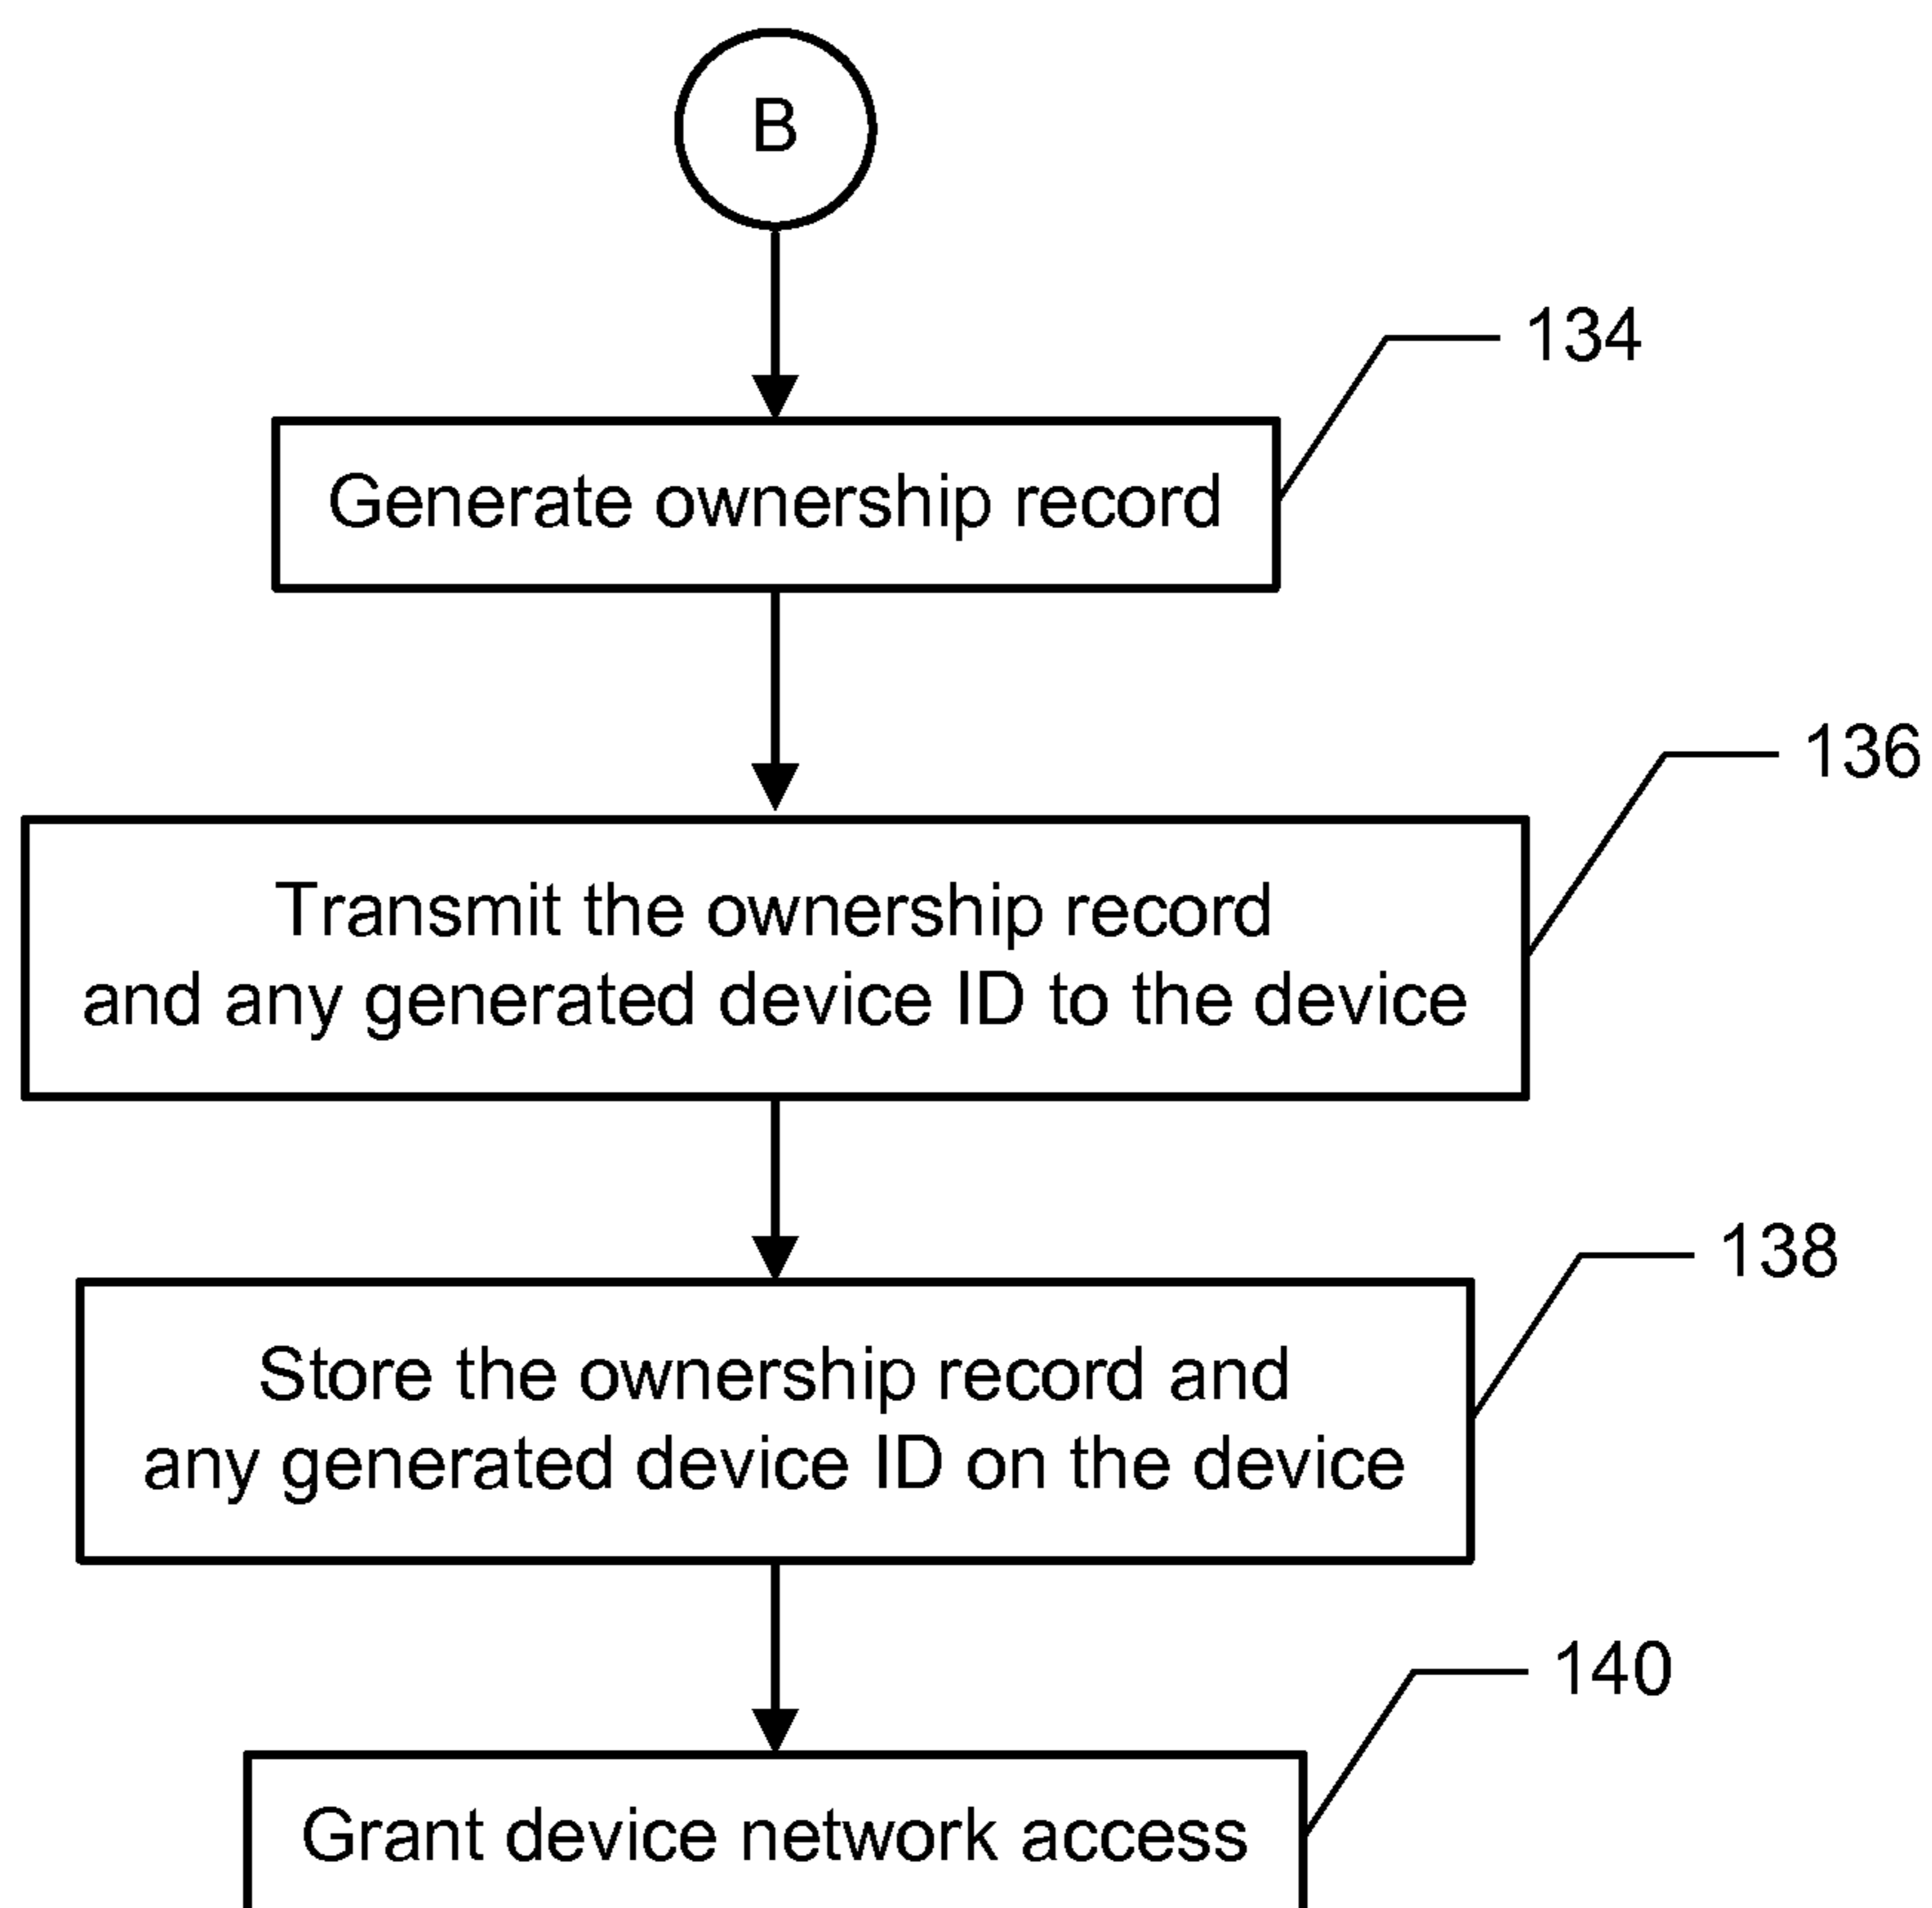 B
134
Generate ownership record
136
Transmit the ownership record
and any generated device ID to the device
138
Store the ownership record and
any generated device ID on the device
140
Grant device network access